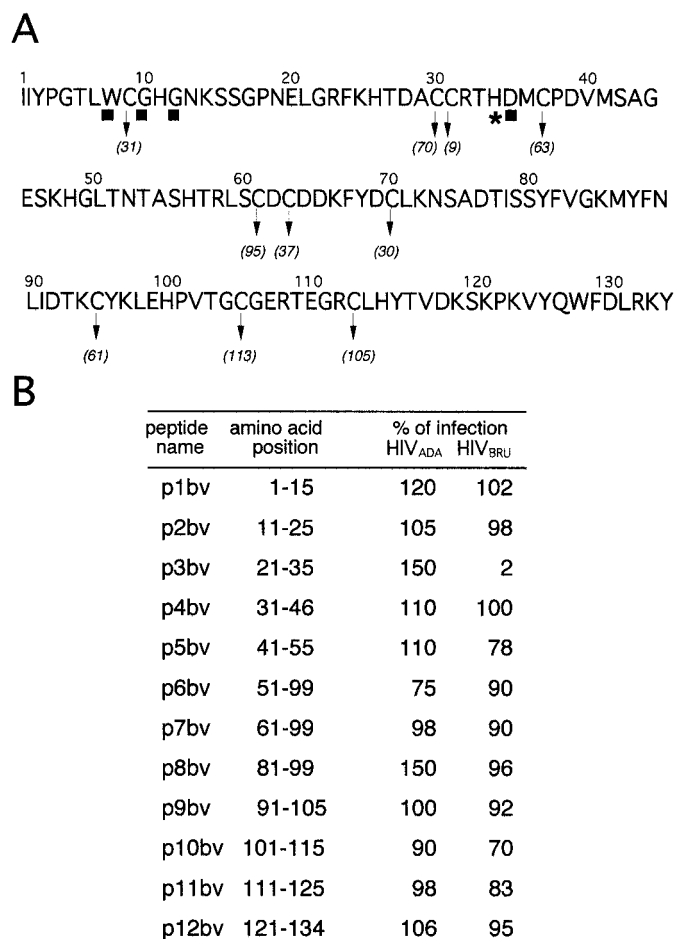 A
1 10 20 30 40
IIYPGTLWCGHGNKSSGPNELGRFKHTDACCRTHDMCPDVMSAG
*
(31) (70) (9) (63)
50 60 70 80
ESKHGLTNTASHTRLSCDCDDKFYDCLKNSADTISSYFVGKMYFN
(95) (37) (30)
90 100 110 120 130
LIDTKCYKLEHPVTGCGERTEGRCLHYTVDKSKPKVYQWFDLRKY
(61) (113) (105)
B
peptide amino acid % of infection
name position HIVADA HIVBRU
p1bv 1-15 120 102
p2bv 11-25 105 98
p3bv 21-35 150 2
p4bv 31-46 110 100
p5bv 41-55 110 78
p6bv 51-99 75 90
p7bv 61-99 98 90
p8bv 81-99 150 96
p9bv 91-105 100 92
p10bv 101-115 90 70
p11bv 111-125 98 83
p12bv 121-134 106 95